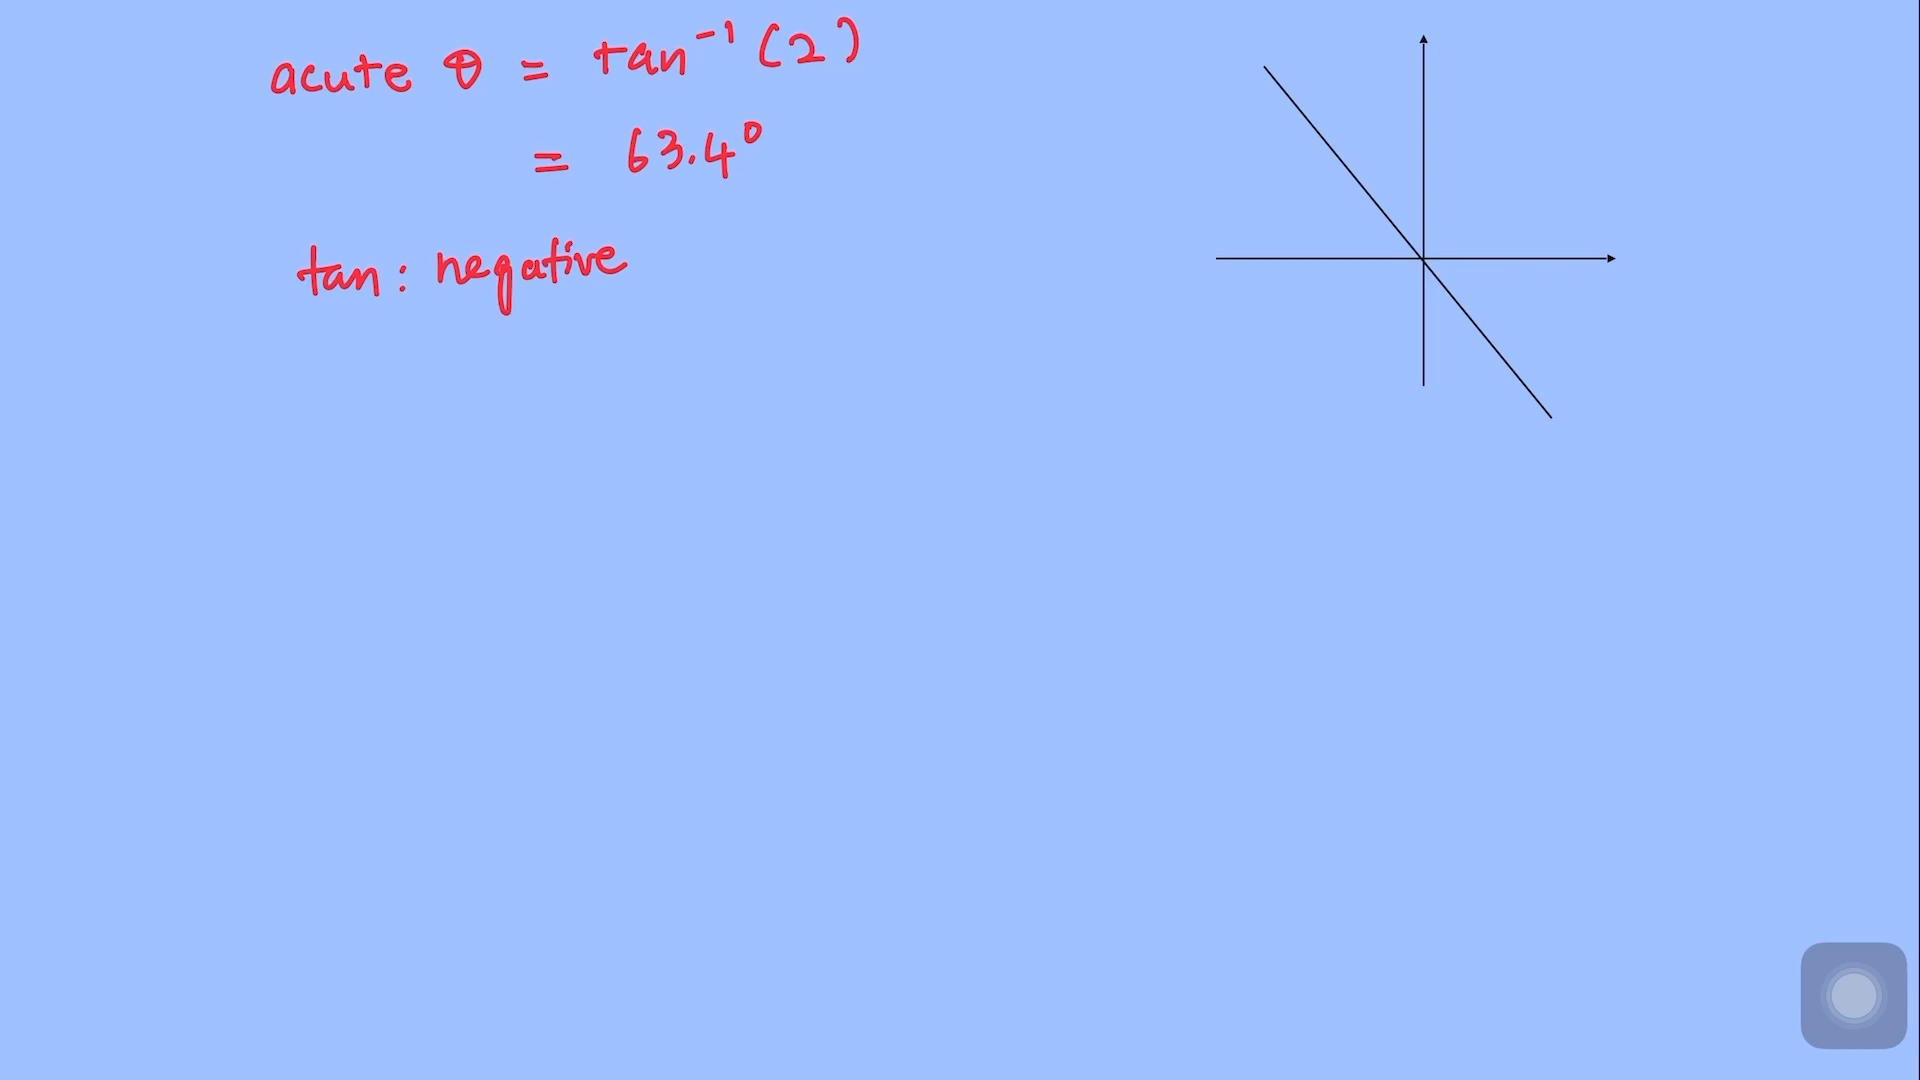 acute θ = tan⁻¹(2)
= 63.4°
tan : negative